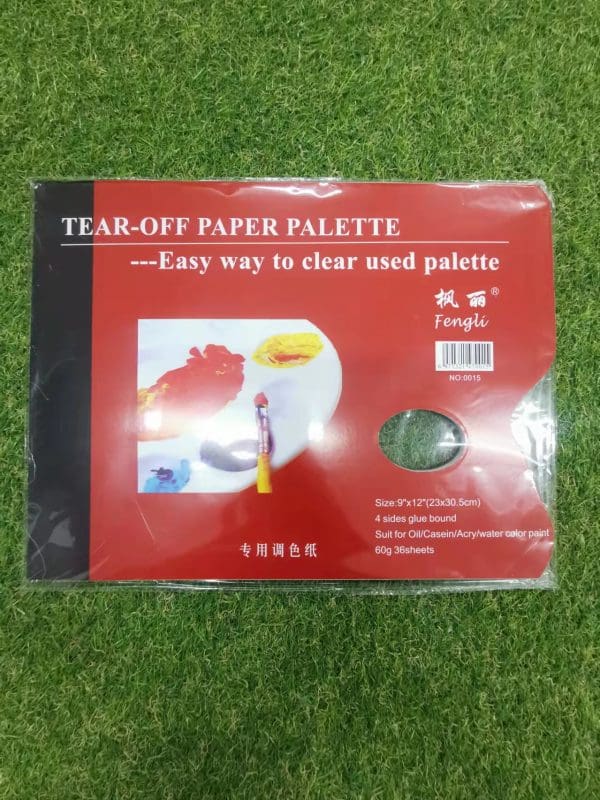 TEAR-OFF PAPER PALETTE
---Easy way to clear used palette
枫丽®
Fengli
NO:0015
Size:9"x12"(23x30.5cm)
4 sides glue bound
Suit for Oil/Casein/Acry/water color paint
60g 36sheets
专用调色纸